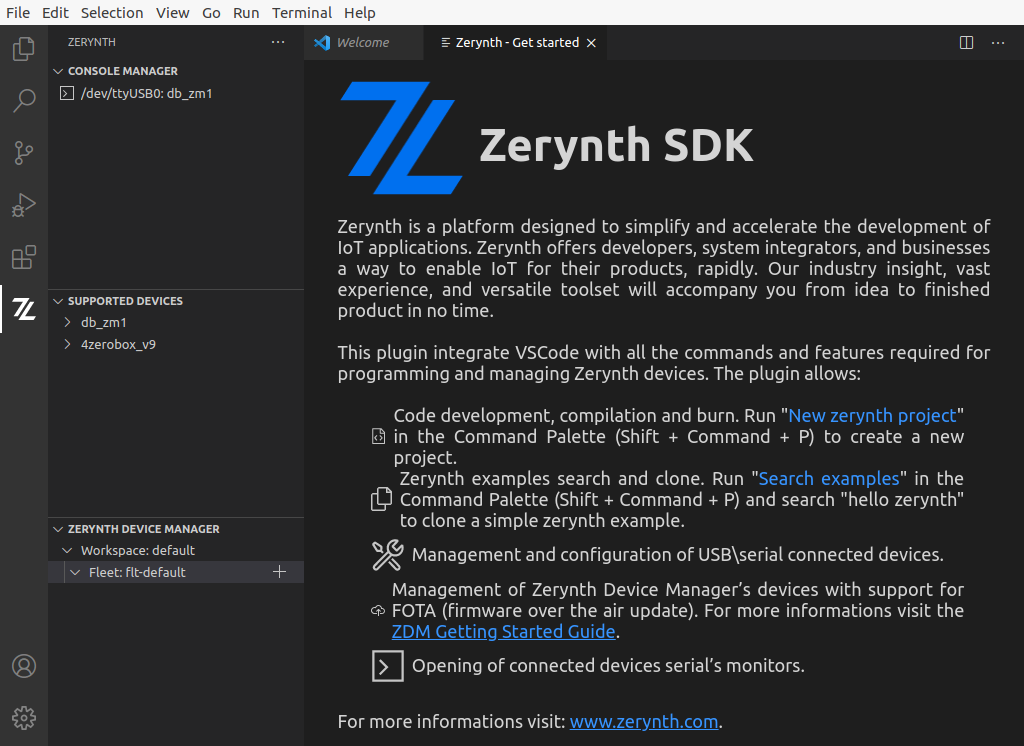 File Edit Selection View Go Run Terminal Help
ZERYNTH
Welcome
Zerynth - Get started
CONSOLE MANAGER
/dev/ttyUSB0: db_zm1
SUPPORTED DEVICES
db_zm1
4zerobox_v9
ZERYNTH DEVICE MANAGER
Workspace: default
Fleet: flt-default
Zerynth SDK
Zerynth is a platform designed to simplify and accelerate the development of
IoT applications. Zerynth offers developers, system integrators, and businesses
a way to enable IoT for their products, rapidly. Our industry insight, vast
experience, and versatile toolset will accompany you from idea to finished
product in no time.
This plugin integrate VSCode with all the commands and features required for
programming and managing Zerynth devices. The plugin allows:
Code development, compilation and burn. Run "New zerynth project"
in the Command Palette (Shift + Command + P) to create a new
project.
Zerynth examples search and clone. Run "Search examples" in the
Command Palette (Shift + Command + P) and search "hello zerynth"
to clone a simple zerynth example.
Management and configuration of USB\serial connected devices.
Management of Zerynth Device Manager’s devices with support for
FOTA (firmware over the air update). For more informations visit the
ZDM Getting Started Guide.
Opening of connected devices serial’s monitors.
For more informations visit: www.zerynth.com.